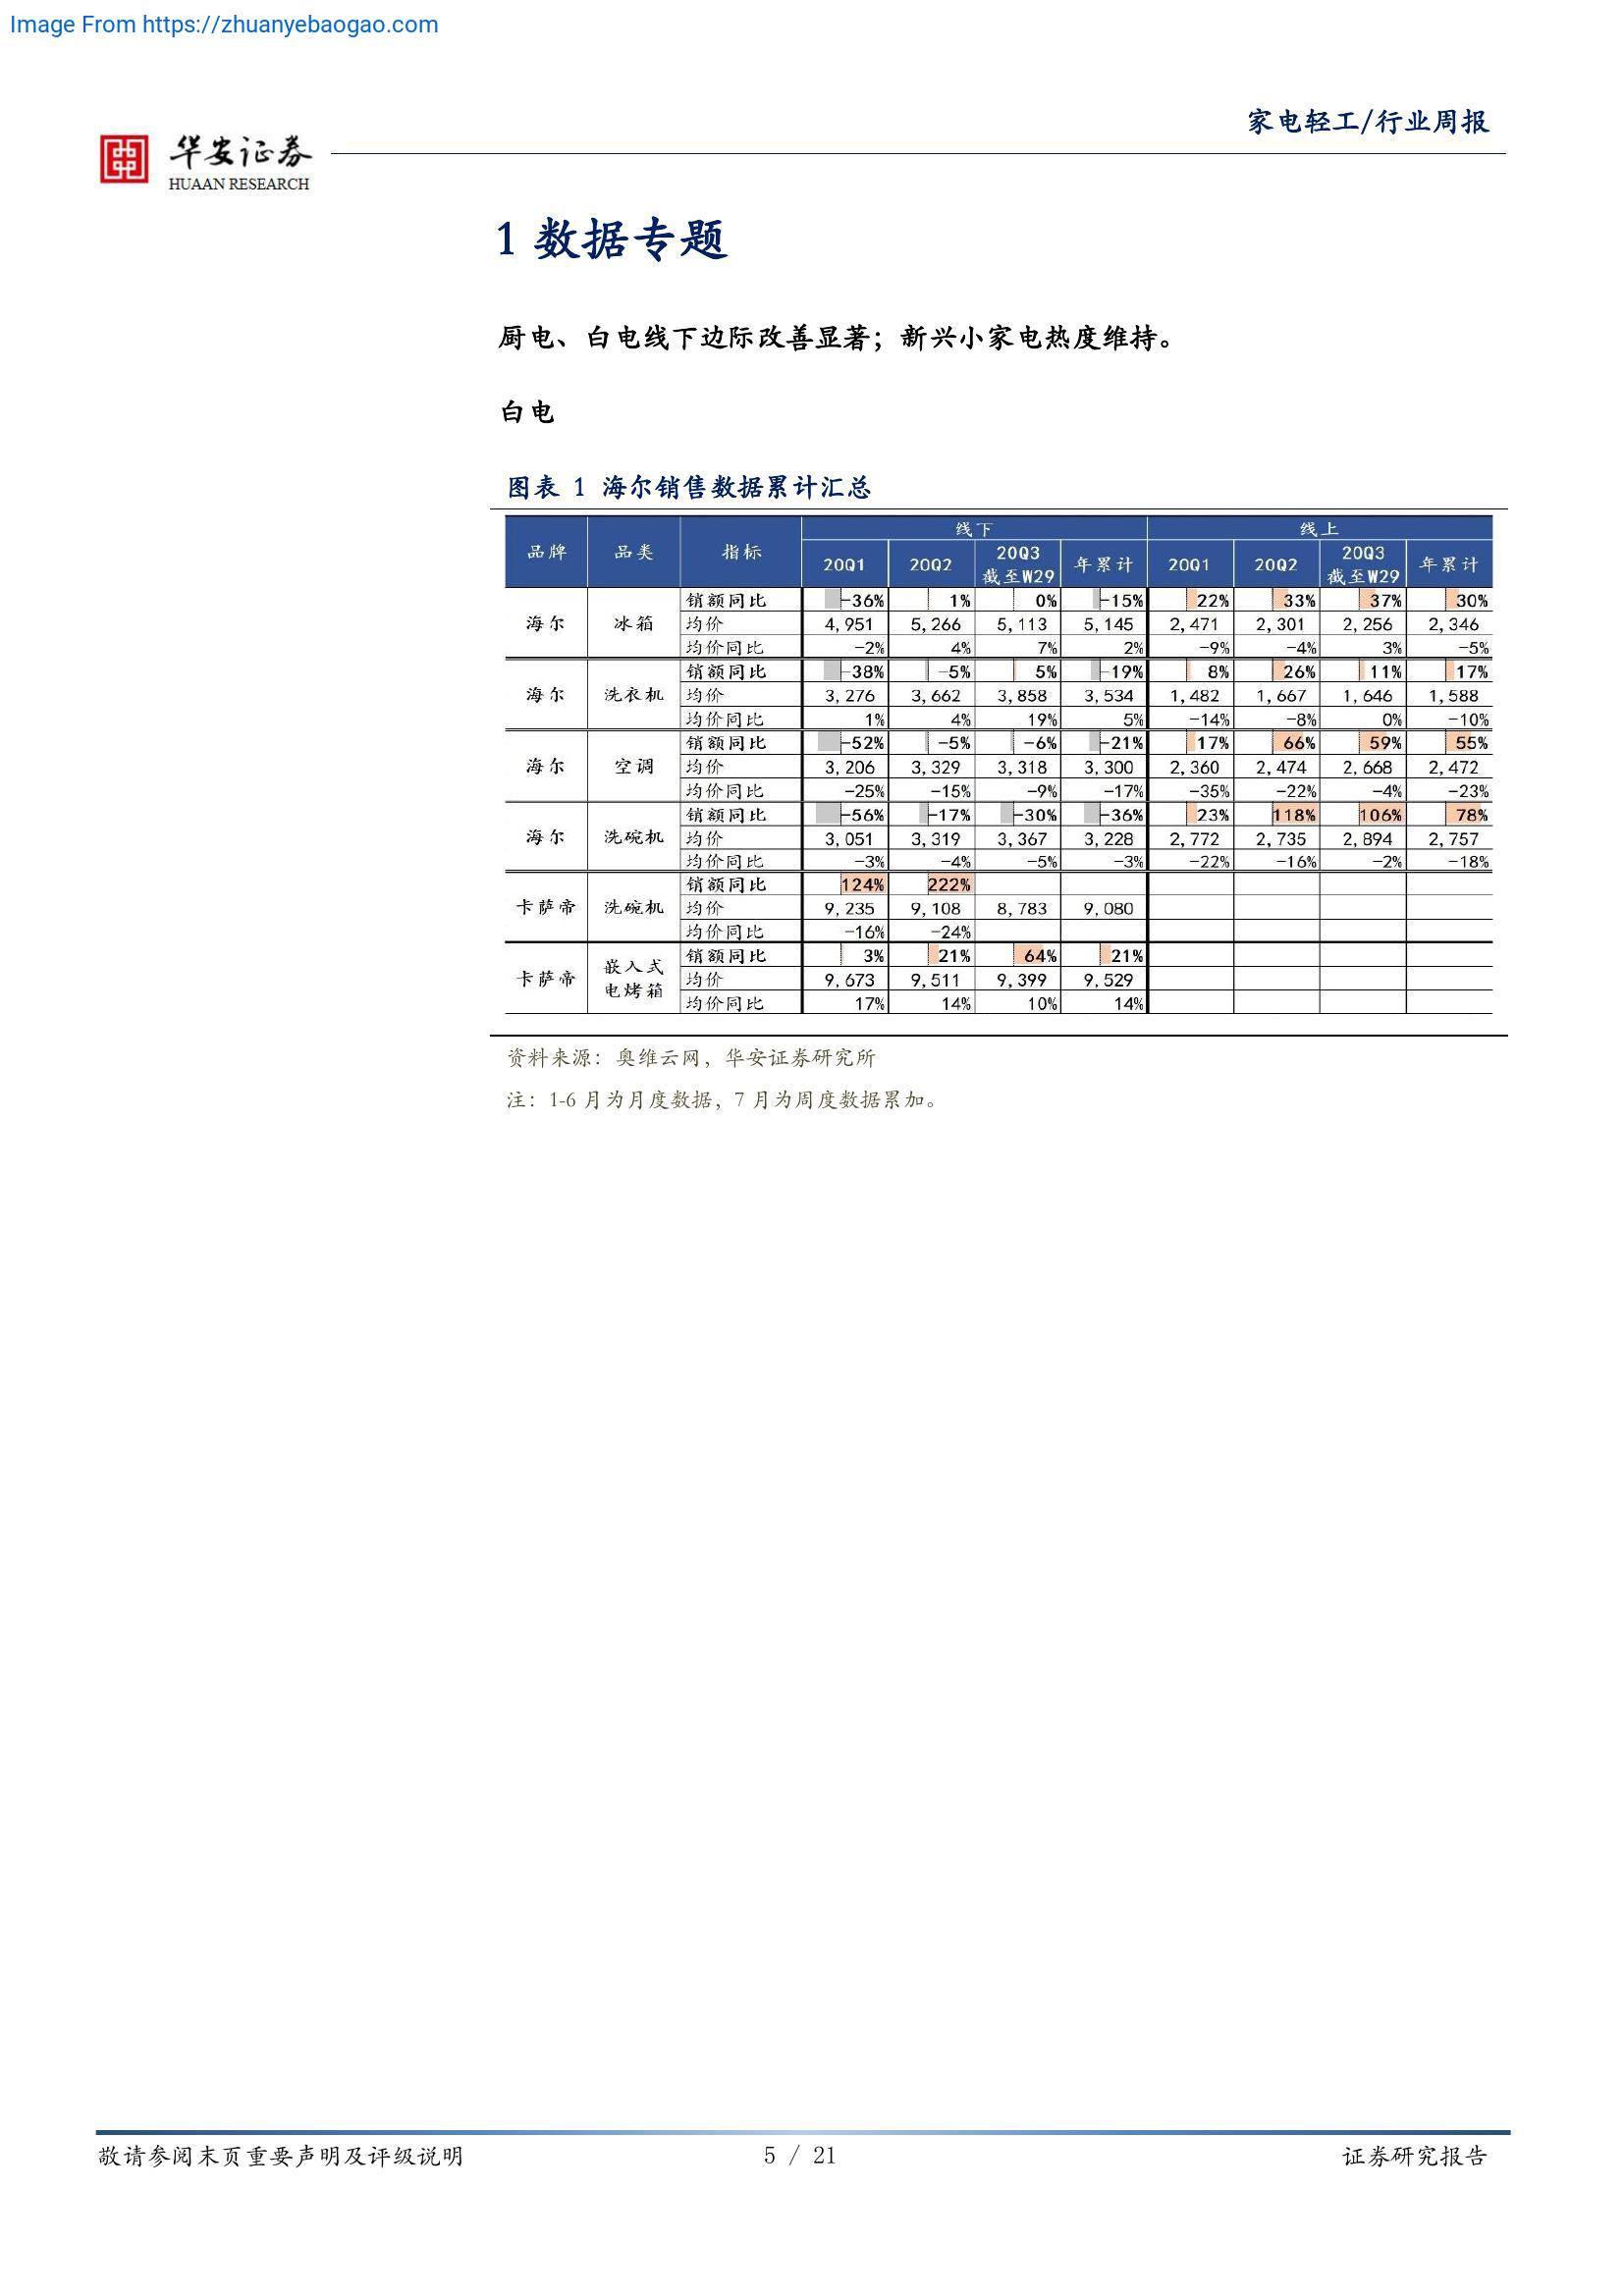 Image From https://zhuanyebaogao.com
华安证券
HUAAN RESEARCH
家电轻工/行业周报
1 数据专题
厨电、白电线下边际改善显著；新兴小家电热度维持。
白电
图表 1 海尔销售数据累计汇总
品牌 品类 指标 线下 线上
20Q1 20Q2 20Q3 截至W29 年累计 20Q1 20Q2 20Q3 截至W29 年累计
海尔 冰箱 销额同比 -36% 1% 0% -15% 22% 33% 37% 30%
均价 4,951 5,266 5,113 5,145 2,471 2,301 2,256 2,346
均价同比 -2% 4% 7% 2% -9% -4% 3% -5%
海尔 洗衣机 销额同比 -38% -5% 5% -19% 8% 26% 11% 17%
均价 3,276 3,662 3,858 3,534 1,482 1,667 1,646 1,588
均价同比 1% 4% 19% 5% -14% -8% 0% -10%
海尔 空调 销额同比 -52% -5% -6% -21% 17% 66% 59% 55%
均价 3,206 3,329 3,318 3,300 2,360 2,474 2,668 2,472
均价同比 -25% -15% -9% -17% -35% -22% -4% -23%
海尔 洗碗机 销额同比 -56% -17% -30% -36% 23% 118% 106% 78%
均价 3,051 3,319 3,367 3,228 2,772 2,735 2,894 2,757
均价同比 -3% -4% -5% -3% -22% -16% -2% -18%
卡萨帝 洗碗机 销额同比 124% 222%
均价 9,235 9,108 8,783 9,080
均价同比 -16% -24%
卡萨帝 嵌入式电烤箱 销额同比 3% 21% 64% 21%
均价 9,673 9,511 9,399 9,529
均价同比 17% 14% 10% 14%
资料来源：奥维云网，华安证券研究所
注：1-6 月为月度数据，7 月为周度数据累加。
敬请参阅末页重要声明及评级说明
5 / 21
证券研究报告